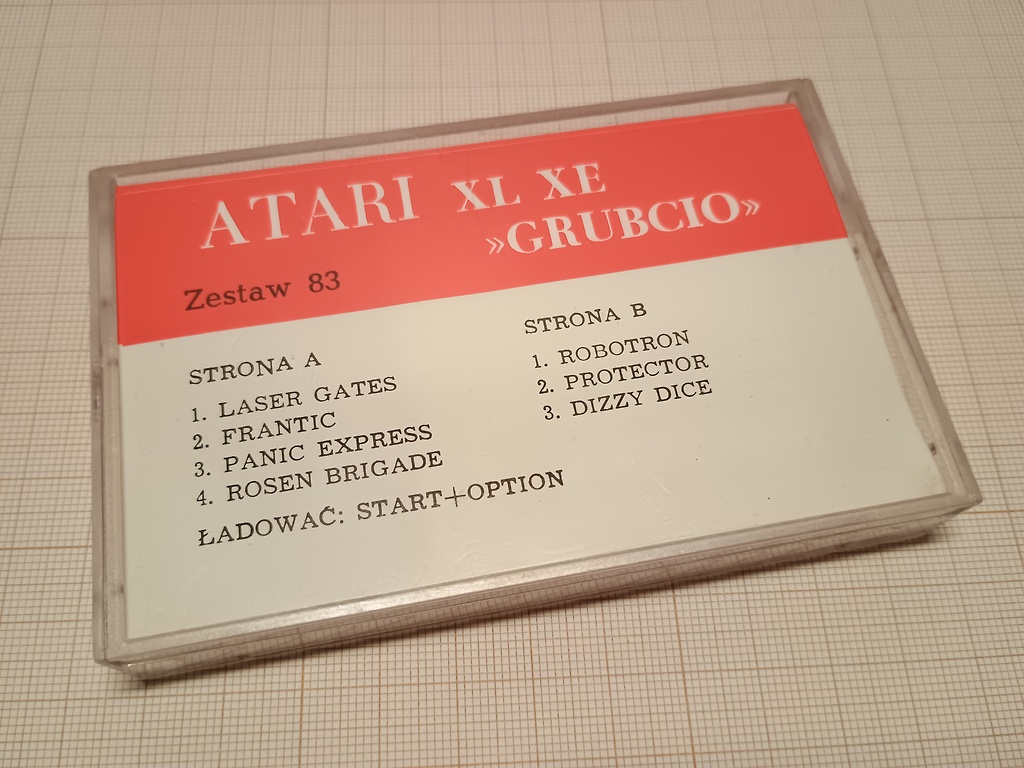 ATARI XL XE
»GRUBCIO»
Zestaw 83
STRONA A
1. LASER GATES
2. FRANTIC
3. PANIC EXPRESS
4. ROSEN BRIGADE
ŁADOWAĆ: START+OPTION
STRONA B
1. ROBOTRON
2. PROTECTOR
3. DIZZY DICE